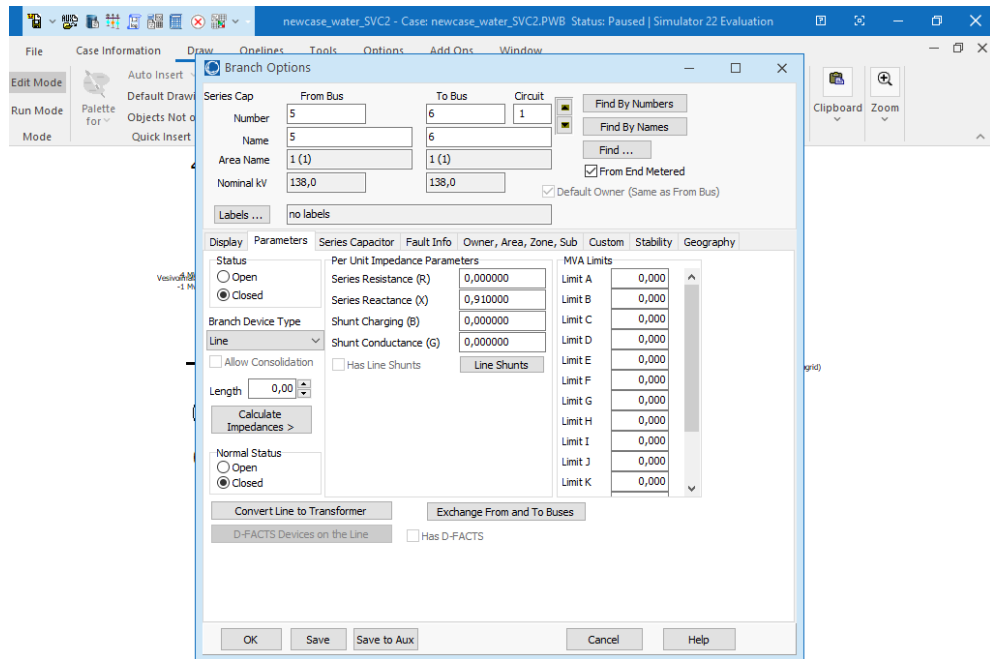 newcase_water_SVC2 - Case: newcase_water_SVC2.PWB Status: Paused | Simulator 22 Evaluation
File Case Information Draw Onelines Tools Options Add Ons Window
Edit Mode
Run Mode
Mode
Palette
for
Auto Insert
Default Drawi
Objects Not o
Quick Insert
Clipboard
Zoom
Branch Options
Series Cap From Bus To Bus Circuit
Number 5 6 1
Name 5 6
Area Name 1 (1) 1 (1)
Nominal kV 138,0 138,0
Find By Numbers
Find By Names
Find ...
From End Metered
Default Owner (Same as From Bus)
Labels ... no labels
Display Parameters Series Capacitor Fault Info Owner, Area, Zone, Sub Custom Stability Geography
Status
Open
Closed
Branch Device Type
Line
Allow Consolidation
Length 0,00
Calculate
Impedances >
Normal Status
Open
Closed
Per Unit Impedance Parameters
Series Resistance (R) 0,000000
Series Reactance (X) 0,910000
Shunt Charging (B) 0,000000
Shunt Conductance (G) 0,000000
Has Line Shunts Line Shunts
MVA Limits
Limit A 0,000
Limit B 0,000
Limit C 0,000
Limit D 0,000
Limit E 0,000
Limit F 0,000
Limit G 0,000
Limit H 0,000
Limit I 0,000
Limit J 0,000
Limit K 0,000
Convert Line to Transformer Exchange From and To Buses
D-FACTS Devices on the Line Has D-FACTS
OK Save Save to Aux Cancel Help